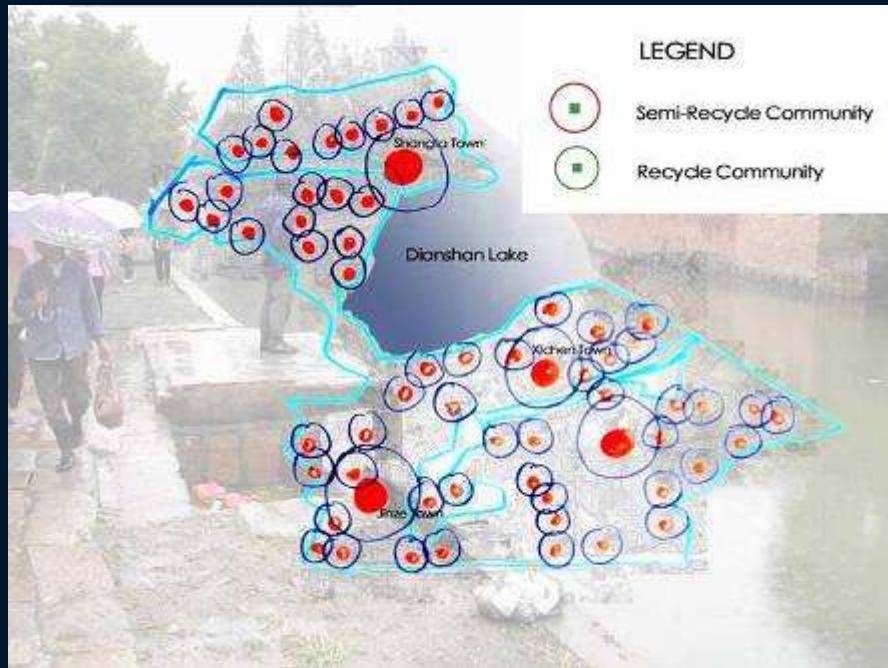 LEGEND
Semi-Recycle Community
Recycle Community
Shangta Town
Dianshan Lake
Xichen Town
Jinze Town